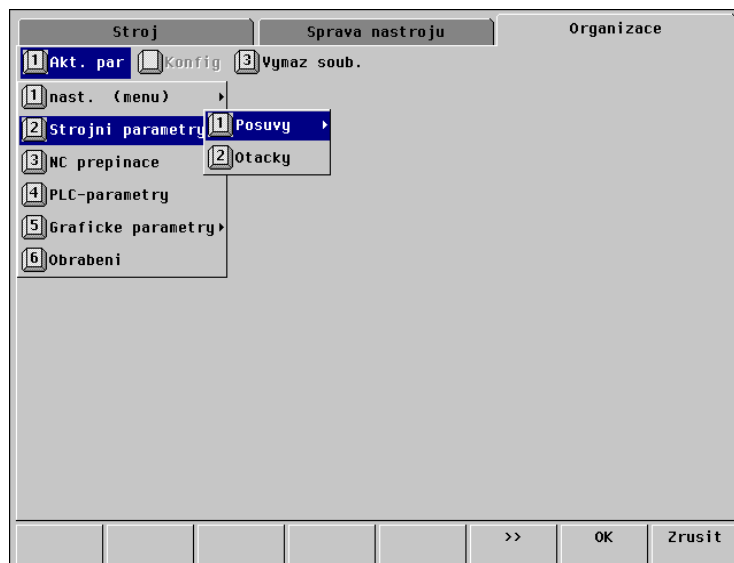 Stroj Sprava nastroju Organizace
1 Akt. par Konfig 3 Vymaz soub.
1 nast. (menu)
2 Strojni parametry 1 Posuvy
3 NC prepinace 2 Otacky
4 PLC-parametry
5 Graficke parametry
6 Obrabeni
>> OK Zrusit